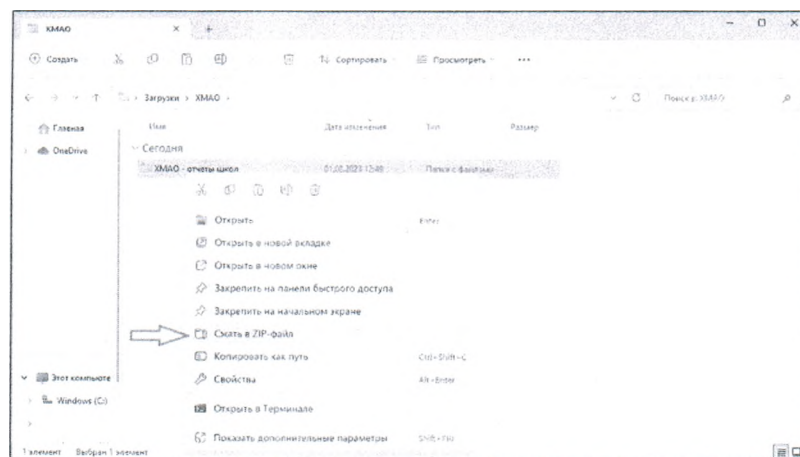 ХМАО
Создать
Сортировать
Просмотреть
Загрузки > ХМАО
Поиск в: ХМАО
Главная
Имя
Дата изменения
Тип
Размер
OneDrive
Сегодня
ХМАО - отчеты школ
Папка с файлами
Открыть
Enter
Открыть в новой вкладке
Открыть в новом окне
Закрепить на панели быстрого доступа
Закрепить на начальном экране
Сжать в ZIP-файл
Копировать как путь
Ctrl+Shift+C
Этот компьюте
Свойства
Alt+Enter
Windows (C:)
Открыть в Терминале
Показать дополнительные параметры
Shift+F10
1 элемент
Выбран 1 элемент